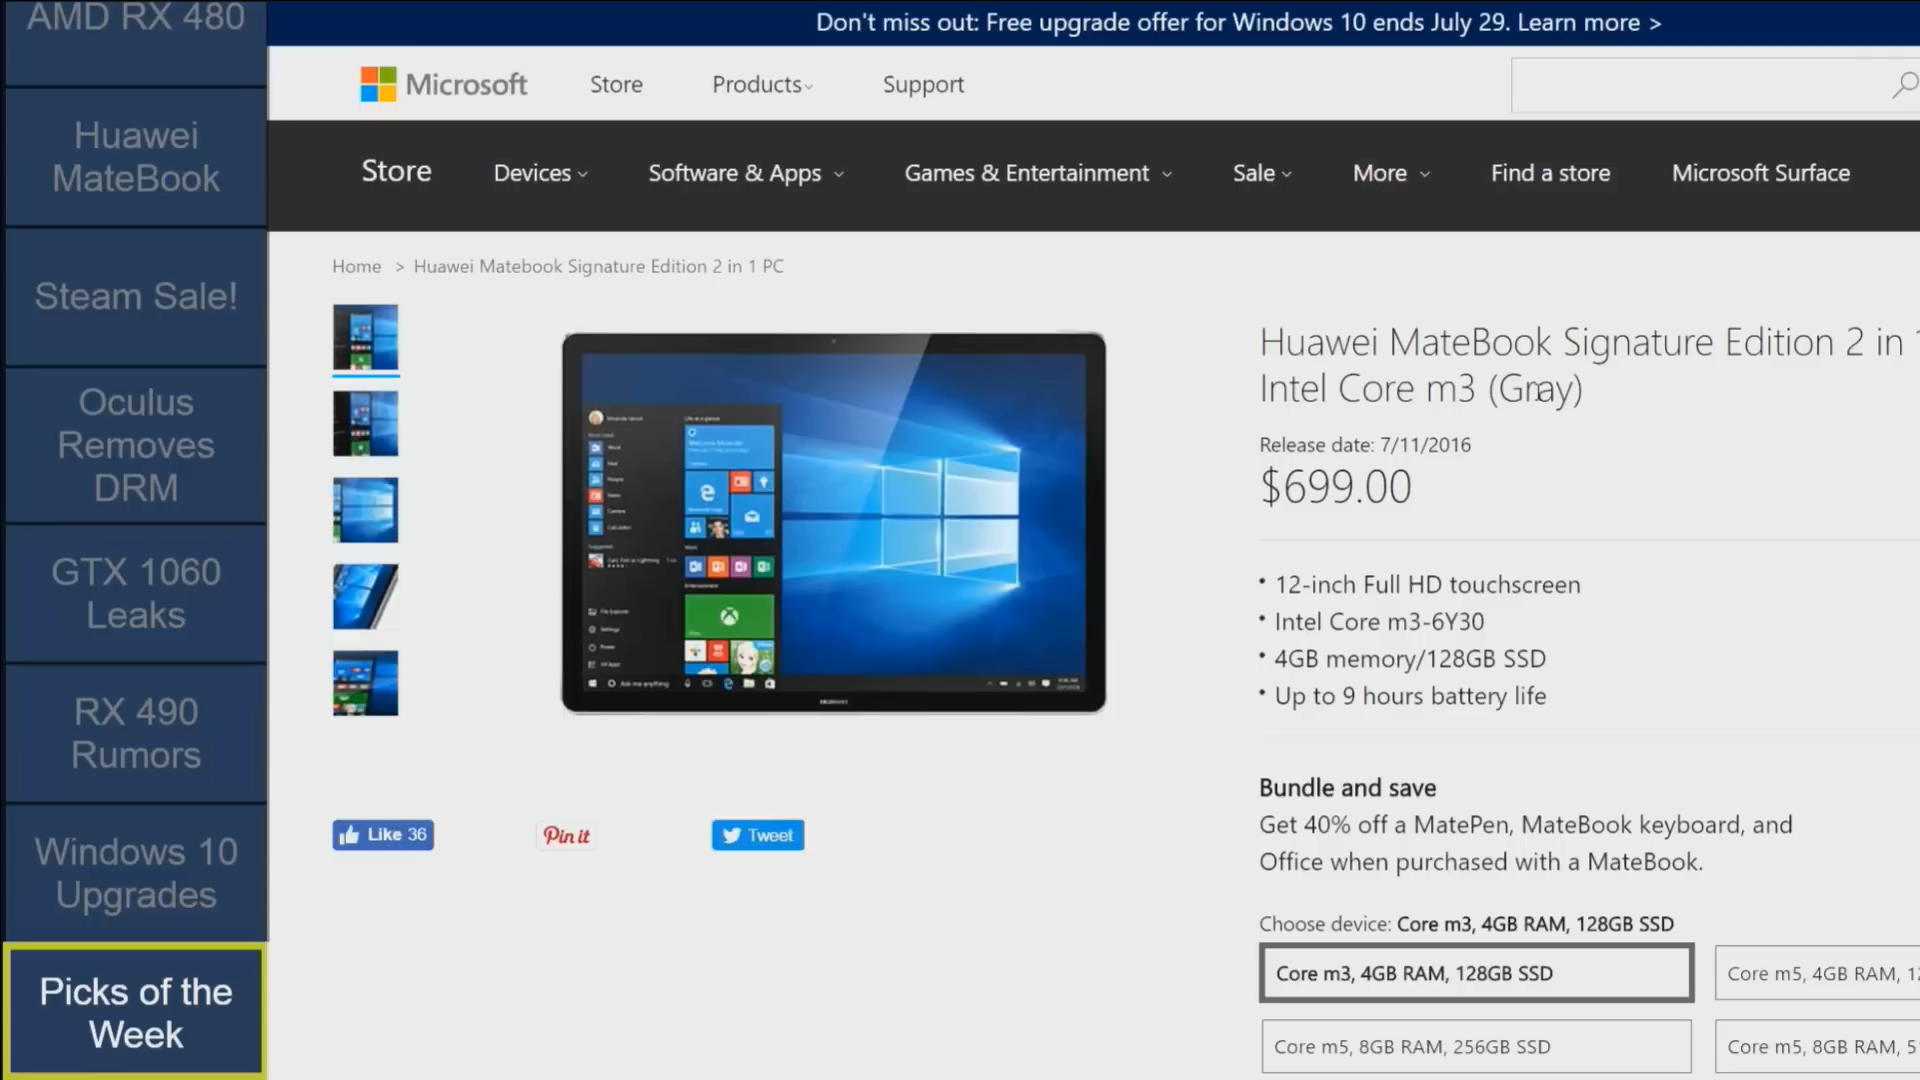 AMD RX 480
Huawei
MateBook
Steam Sale!
Oculus
Removes
DRM
GTX 1060
Leaks
RX 490
Rumors
Windows 10
Upgrades
Picks of the
Week
Don't miss out: Free upgrade offer for Windows 10 ends July 29. Learn more >
Microsoft
Store
Products
Support
Store
Devices
Software & Apps
Games & Entertainment
Sale
More
Find a store
Microsoft Surface
Home > Huawei Matebook Signature Edition 2 in 1 PC
Huawei MateBook Signature Edition 2 in
Intel Core m3 (Gray)
Release date: 7/11/2016
$699.00
• 12-inch Full HD touchscreen
• Intel Core m3-6Y30
• 4GB memory/128GB SSD
• Up to 9 hours battery life
Like 36
Pin it
Tweet
Bundle and save
Get 40% off a MatePen, MateBook keyboard, and
Office when purchased with a MateBook.
Choose device: Core m3, 4GB RAM, 128GB SSD
Core m3, 4GB RAM, 128GB SSD
Core m5, 4GB RAM,
Core m5, 8GB RAM, 256GB SSD
Core m5, 8GB RAM,